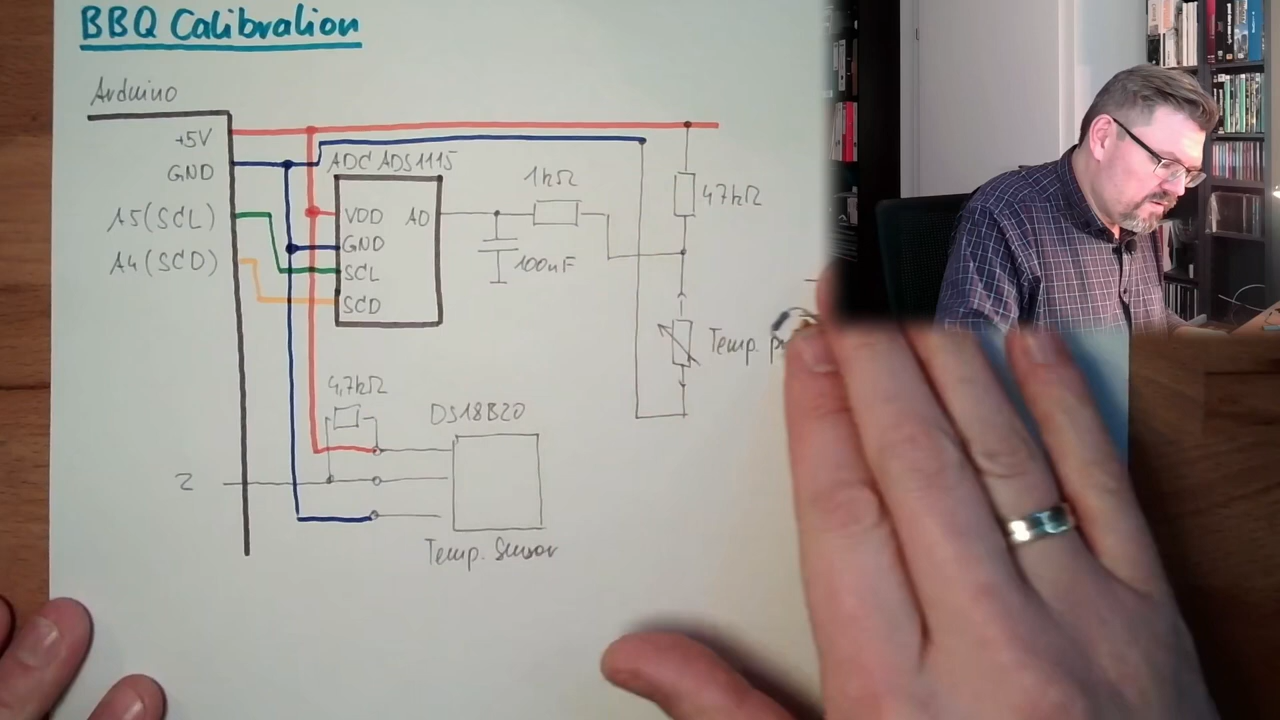 BBQ Calibration
Arduino
+5V
GND
A5(SCL)
A4(SCD)
ADC ADS1115
VDD
A0
GND
SCL
SCD
1kΩ
100nF
47kΩ
Temp.
4,7kΩ
DS18B20
2
Temp. Sensor